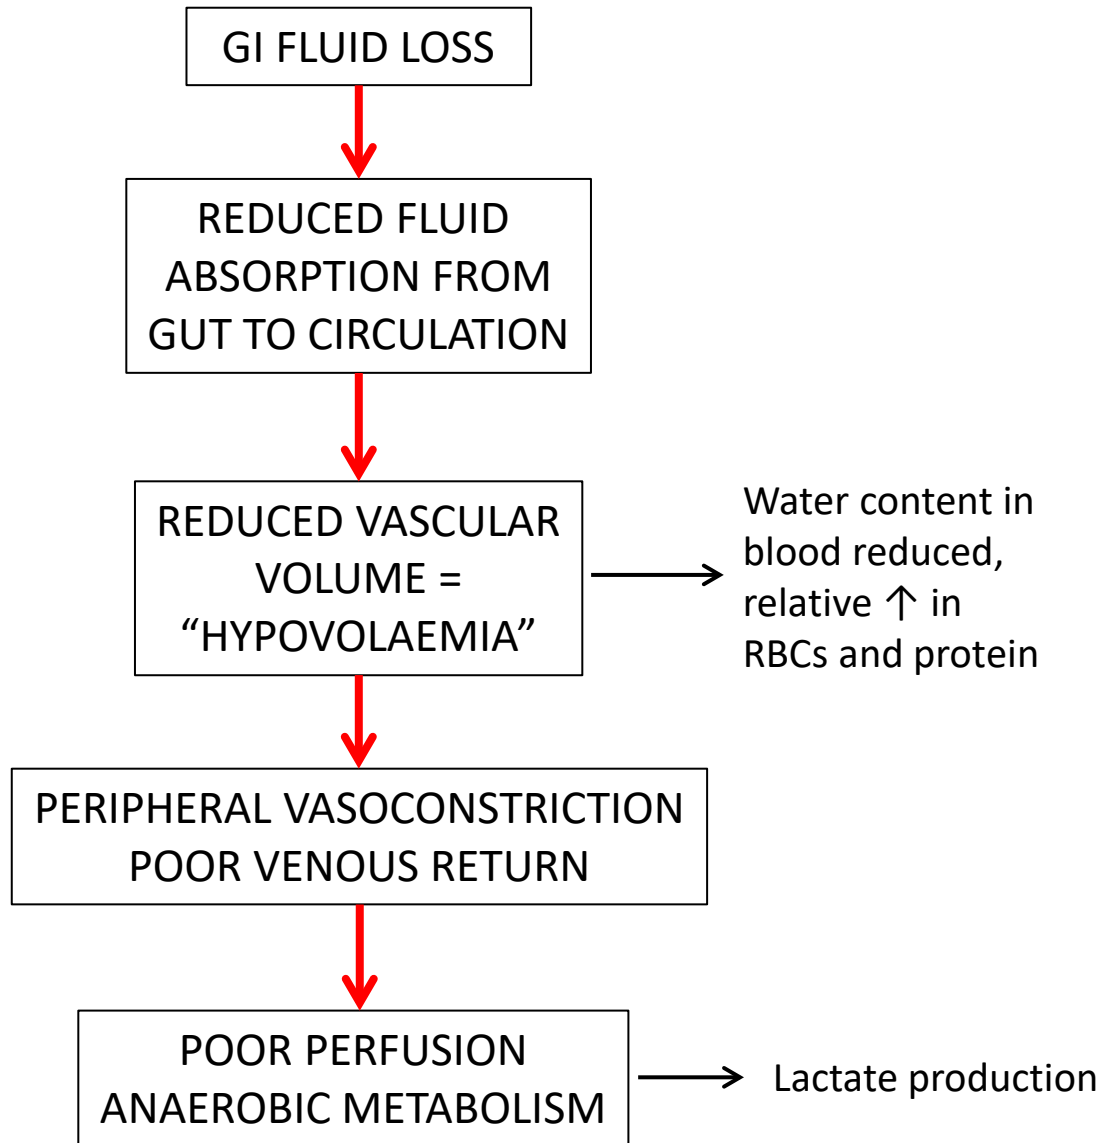 GI FLUID LOSS
REDUCED FLUID
ABSORPTION FROM
GUT TO CIRCULATION
REDUCED VASCULAR
VOLUME =
“HYPOVOLAEMIA”
Water content in
blood reduced,
relative ↑ in
RBCs and protein
PERIPHERAL VASOCONSTRICTION
POOR VENOUS RETURN
POOR PERFUSION
ANAEROBIC METABOLISM
Lactate production